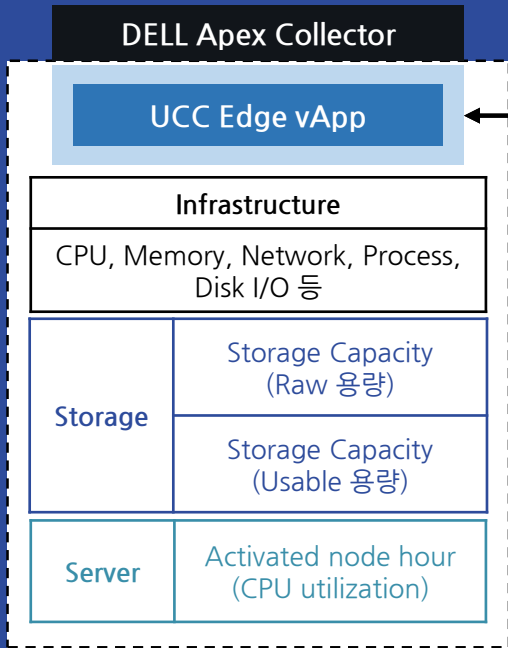 DELL Apex Collector
UCC Edge vApp
Infrastructure
CPU, Memory, Network, Process,
Disk I/O 등
Storage
Storage Capacity
(Raw 용량)
Storage Capacity
(Usable 용량)
Server
Activated node hour
(CPU utilization)